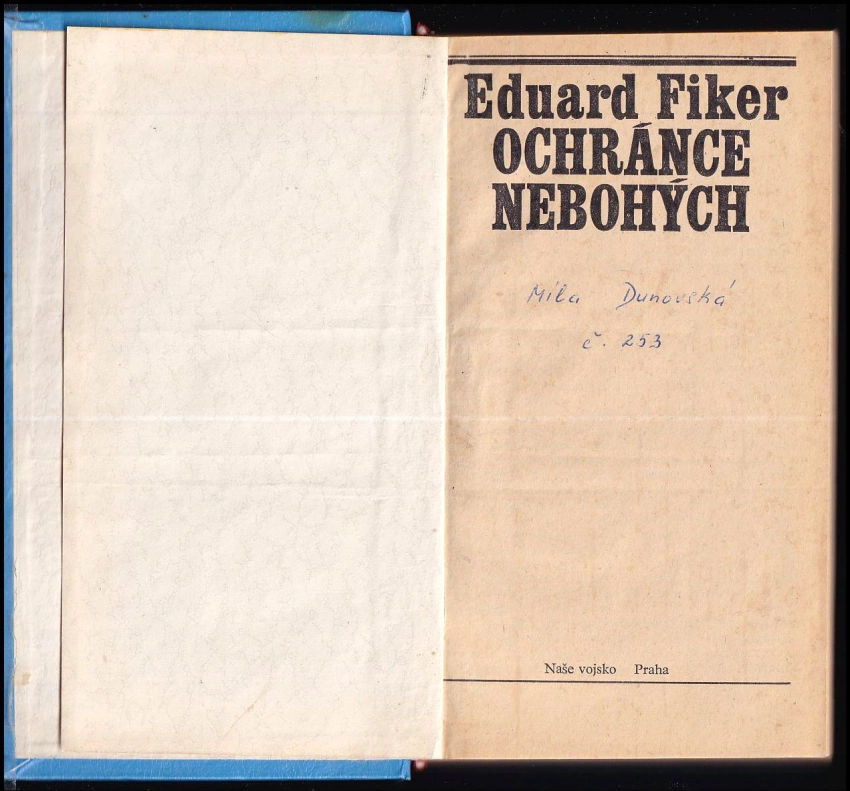 Eduard Fiker
OCHRÁNCE
NEBOHÝCH
Míla Dunovská
č. 253
Naše vojsko Praha